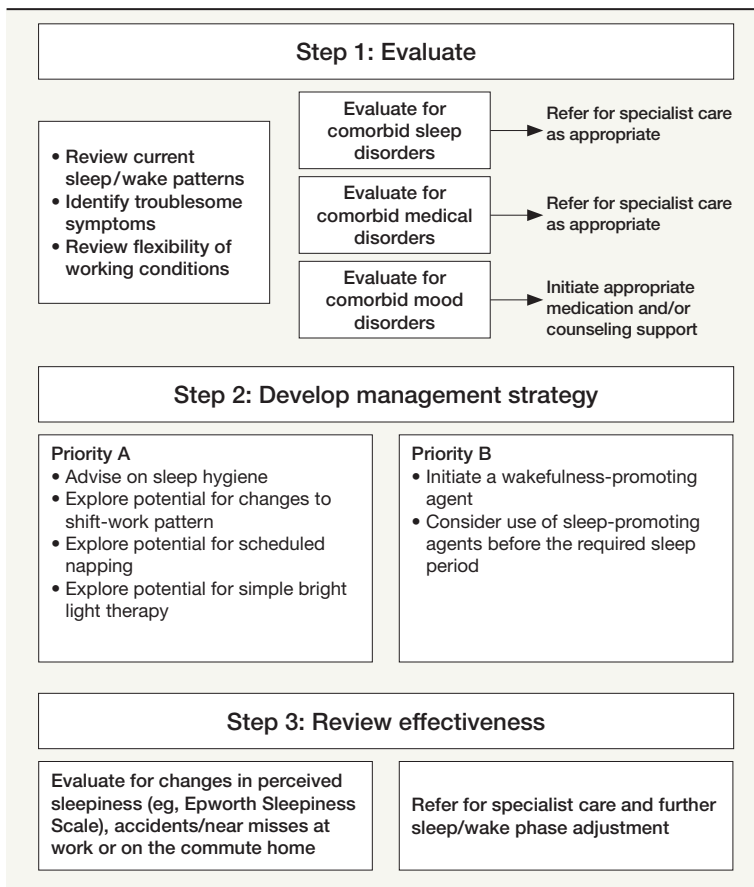 Step 1: Evaluate
• Review current
sleep/wake patterns
• Identify troublesome
symptoms
• Review flexibility of
working conditions
Evaluate for
comorbid sleep
disorders
Refer for specialist care
as appropriate
Evaluate for
comorbid medical
disorders
Refer for specialist care
as appropriate
Evaluate for
comorbid mood
disorders
Initiate appropriate
medication and/or
counseling support
Step 2: Develop management strategy
Priority A
• Advise on sleep hygiene
• Explore potential for changes to
shift-work pattern
• Explore potential for scheduled
napping
• Explore potential for simple bright
light therapy
Priority B
• Initiate a wakefulness-promoting
agent
• Consider use of sleep-promoting
agents before the required sleep
period
Step 3: Review effectiveness
Evaluate for changes in perceived
sleepiness (eg, Epworth Sleepiness
Scale), accidents/near misses at
work or on the commute home
Refer for specialist care and further
sleep/wake phase adjustment